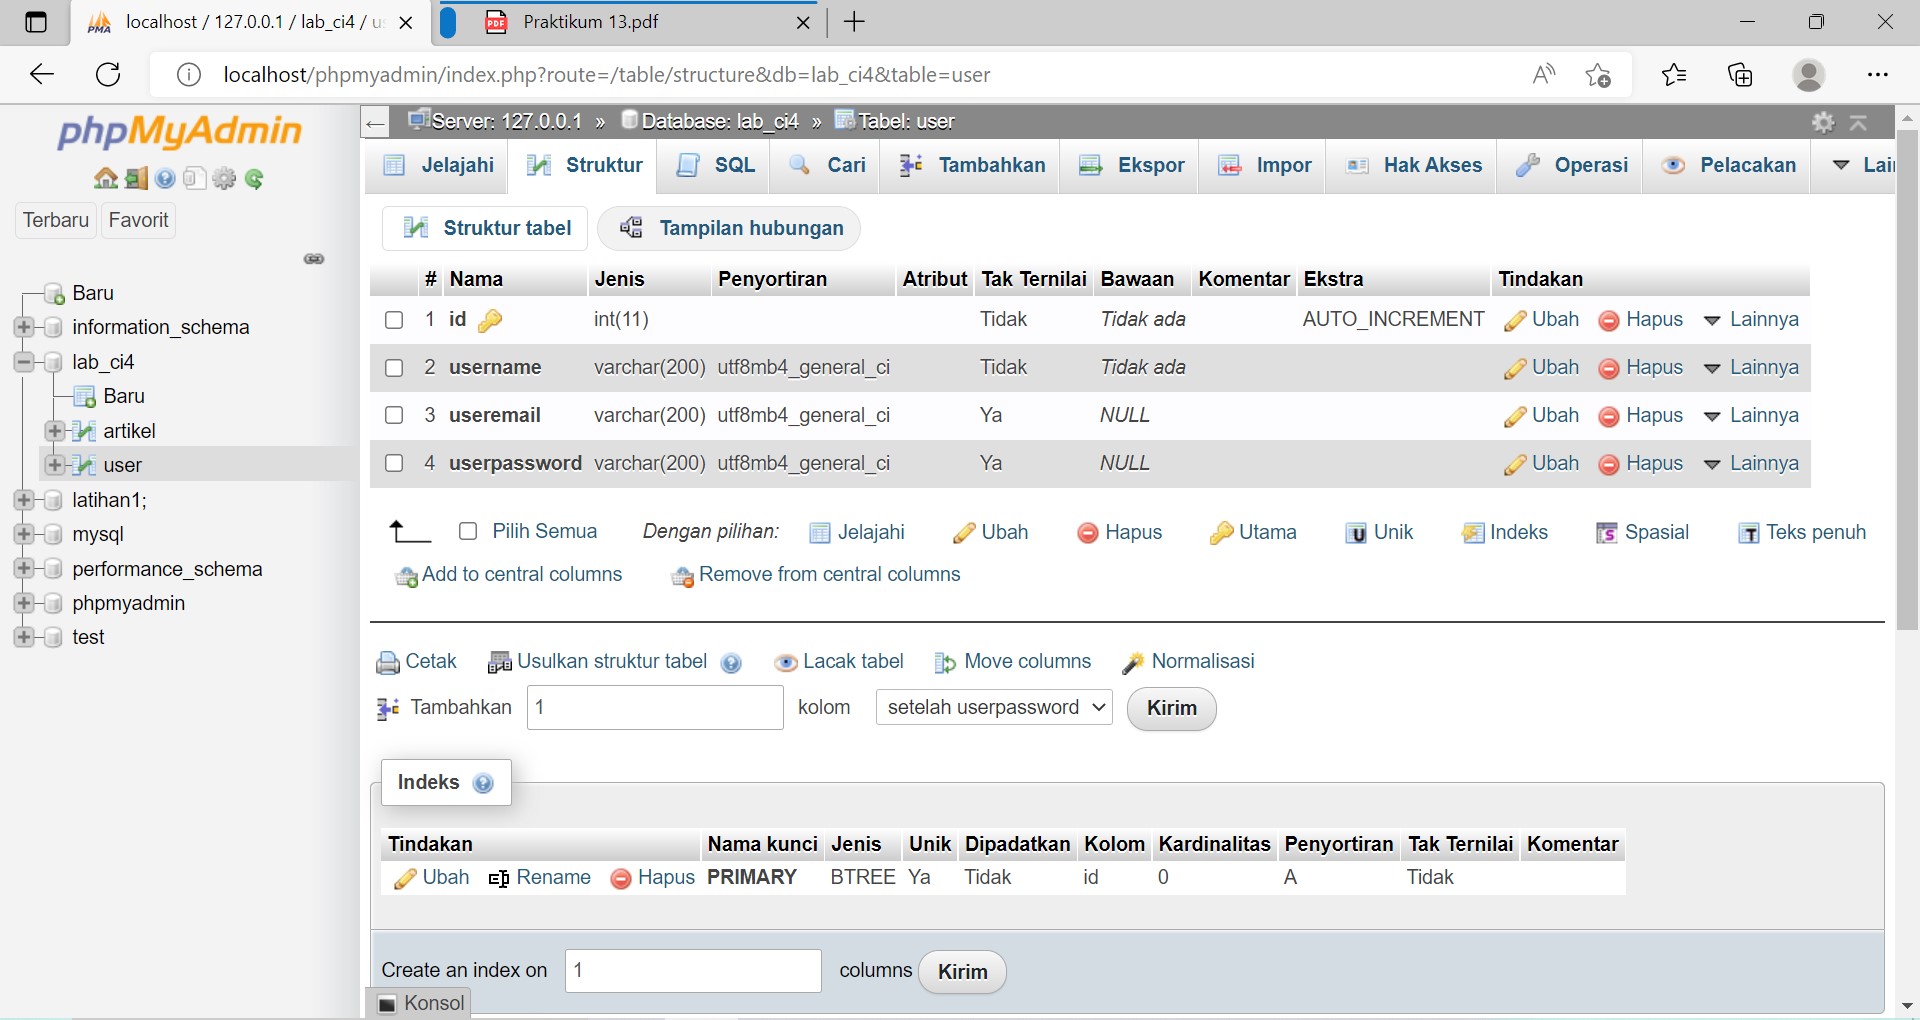 localhost / 127.0.0.1 / lab_ci4 / us
Praktikum 13.pdf
localhost/phpmyadmin/index.php?route=/table/structure&db=lab_ci4&table=user
phpMyAdmin
Terbaru Favorit
Baru
information_schema
lab_ci4
Baru
artikel
user
latihan1;
mysql
performance_schema
phpmyadmin
test
Server: 127.0.0.1 » Database: lab_ci4 » Tabel: user
Jelajahi Struktur SQL Cari Tambahkan Ekspor Impor Hak Akses Operasi Pelacakan Lai
Struktur tabel Tampilan hubungan
# Nama Jenis Penyortiran Atribut Tak Ternilai Bawaan Komentar Ekstra Tindakan
1 id int(11) Tidak Tidak ada AUTO_INCREMENT Ubah Hapus Lainnya
2 username varchar(200) utf8mb4_general_ci Tidak Tidak ada Ubah Hapus Lainnya
3 useremail varchar(200) utf8mb4_general_ci Ya NULL Ubah Hapus Lainnya
4 userpassword varchar(200) utf8mb4_general_ci Ya NULL Ubah Hapus Lainnya
Pilih Semua Dengan pilihan: Jelajahi Ubah Hapus Utama Unik Indeks Spasial Teks penuh
Add to central columns Remove from central columns
Cetak Usulkan struktur tabel Lacak tabel Move columns Normalisasi
Tambahkan 1 kolom setelah userpassword Kirim
Indeks
Tindakan Nama kunci Jenis Unik Dipadatkan Kolom Kardinalitas Penyortiran Tak Ternilai Komentar
Ubah Rename Hapus PRIMARY BTREE Ya Tidak id 0 A Tidak
Create an index on 1 columns Kirim
Konsol